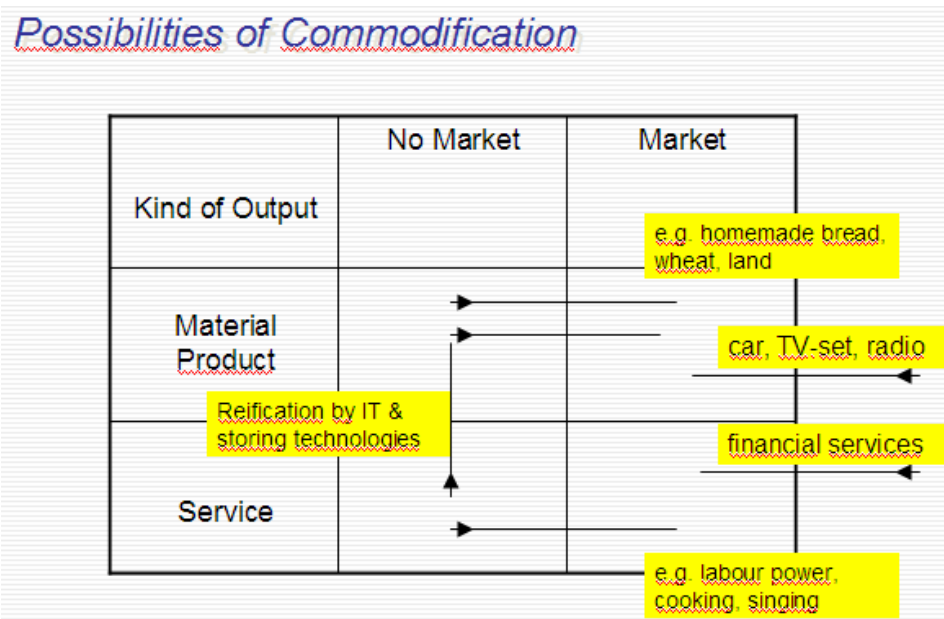 Possibilities of Commodification
No Market
Market
Kind of Output
e.g. homemade bread,
wheat, land
Material
Product
car, TV-set, radio
Reification by IT &
storing technologies
financial services
Service
e.g. labour power,
cooking, singing